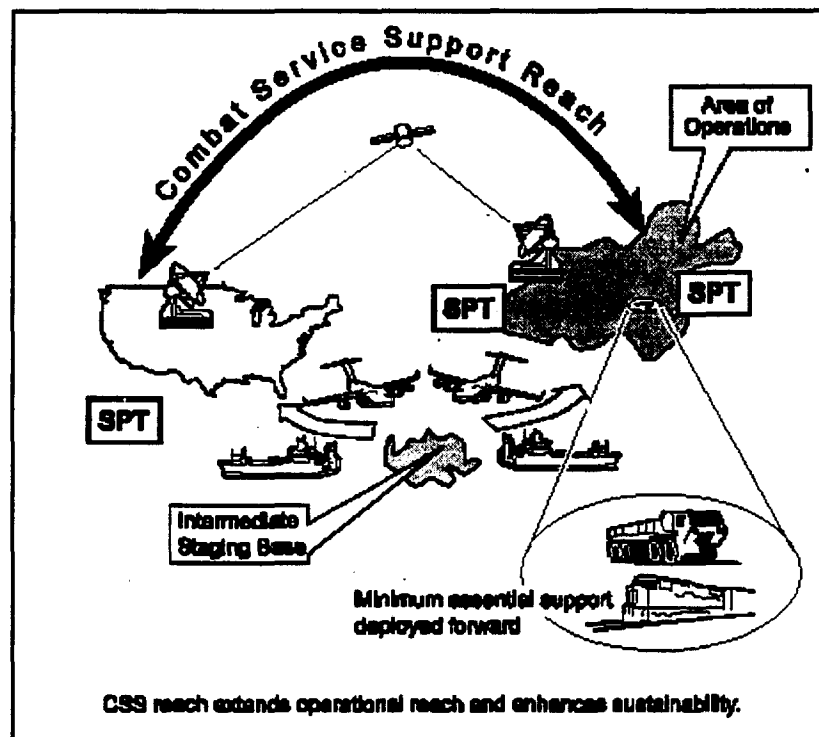 Combat Service Support Reach
Area of
Operations
SPT
SPT
SPT
Intermediate
Staging Base
Minimum essential support
deployed forward
CSS reach extends operational reach and enhances sustainability.